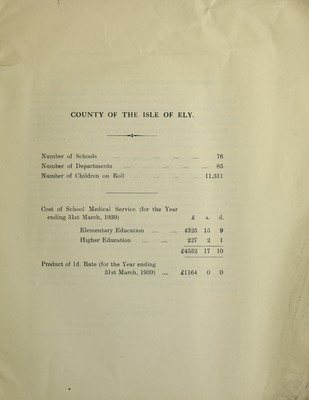 COUNTY OF THE ISLE OF ELY.
Number of Schools 76
Number of Departments 85
Number of Children on Roll 11,311
Cost of School Medical Service (for the Year
ending 31st March, 1939) £ s. d.
Elementary Education 4325 15 9
Higher Education 227 2 1
£4552 17 10
Product of 1d. Rate (for the Year ending
31st March, 1939) £1164 0 0